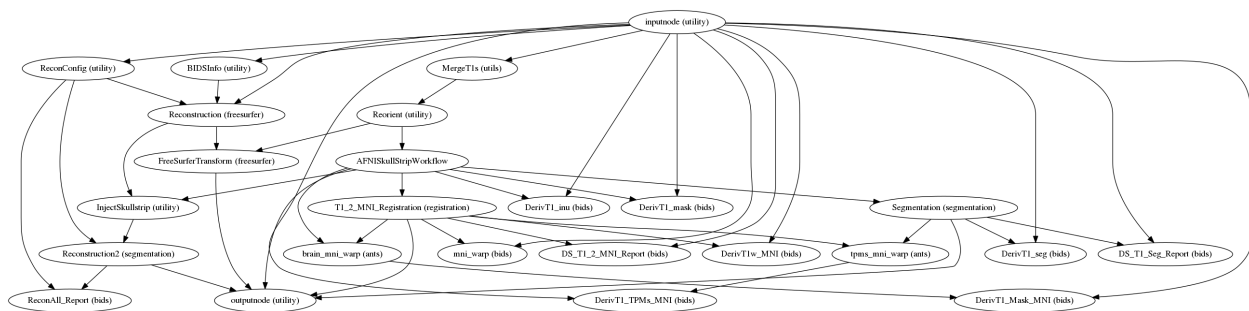 inputnode (utility)
ReconConfig (utility)
BIDSInfo (utility)
MergeT1s (utils)
Reconstruction (freesurfer)
Reorient (utility)
FreeSurferTransform (freesurfer)
AFNISkullStripWorkflow
InjectSkullstrip (utility)
T1_2_MNI_Registration (registration)
DerivT1_inu (bids)
DerivT1_mask (bids)
Segmentation (segmentation)
Reconstruction2 (segmentation)
brain_mni_warp (ants)
mni_warp (bids)
DS_T1_2_MNI_Report (bids)
DerivT1w_MNI (bids)
tpms_mni_warp (ants)
DerivT1_seg (bids)
DS_T1_Seg_Report (bids)
ReconAll_Report (bids)
outputnode (utility)
DerivT1_TPMs_MNI (bids)
DerivT1_Mask_MNI (bids)